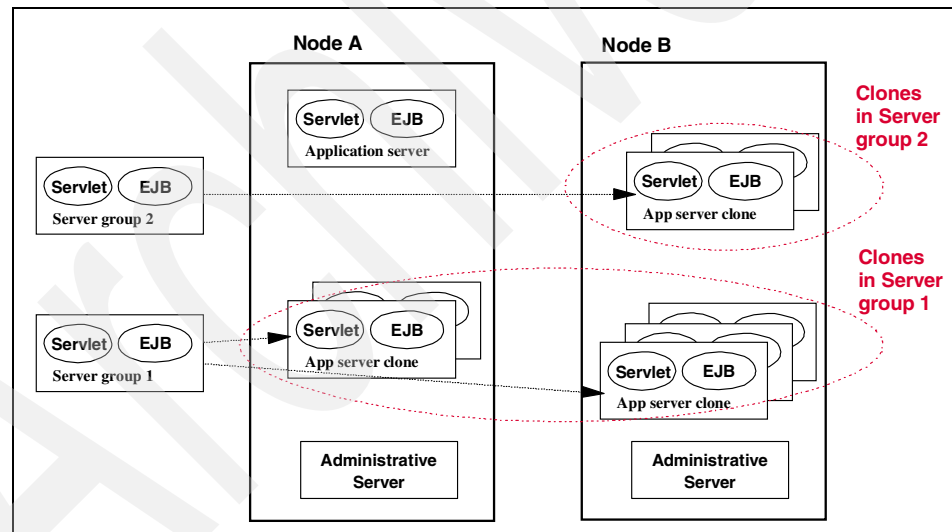 Node A
Node B
Servlet EJB
Application server
Clones
in Server
group 2
Servlet EJB
Server group 2
Servlet EJB
App server clone
Clones
in Server
group 1
Servlet EJB
Server group 1
Servlet EJB
App server clone
Servlet EJB
App server clone
Administrative
Server
Administrative
Server